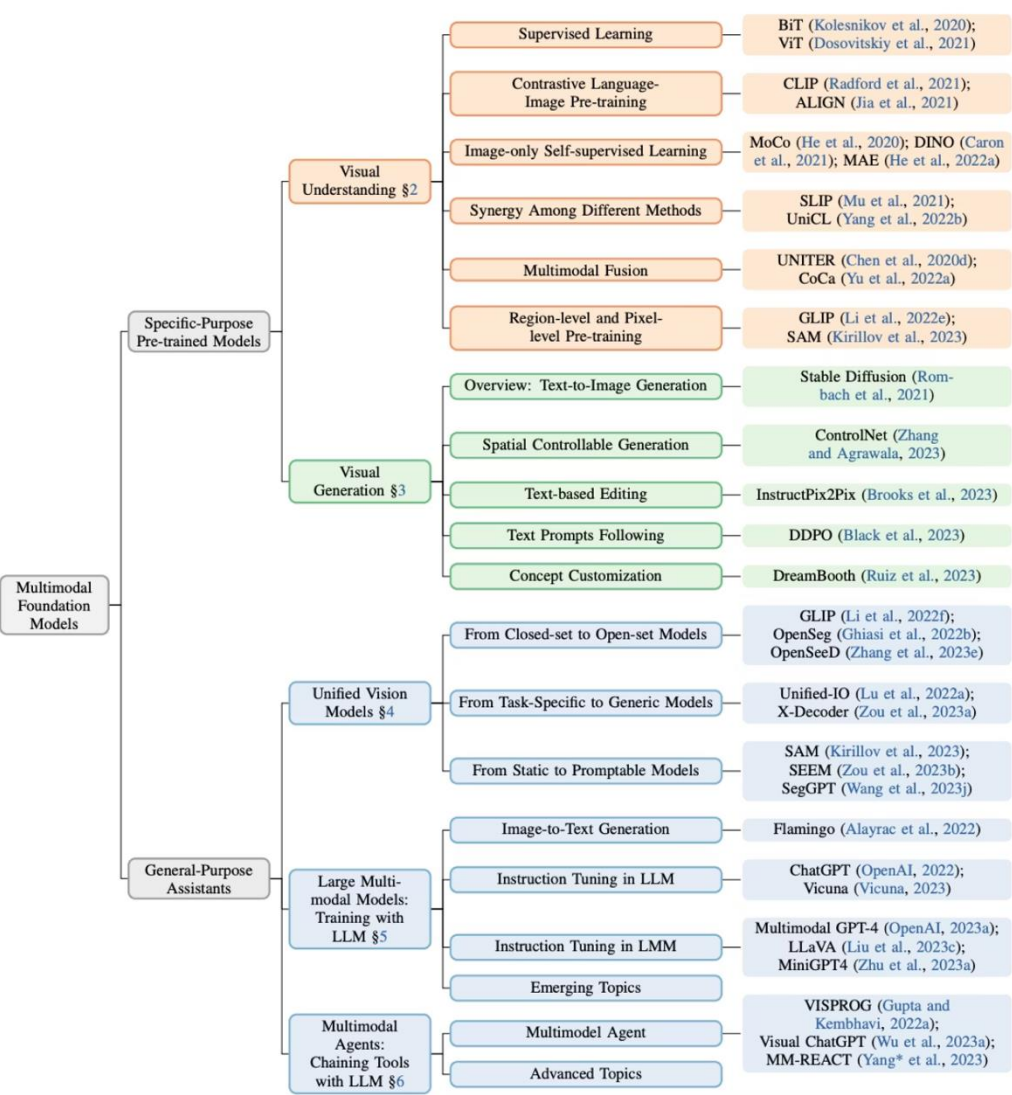 Multimodal
Foundation
Models
Specific-Purpose
Pre-trained Models
Visual
Understanding §2
Supervised Learning
BiT (Kolesnikov et al., 2020);
ViT (Dosovitskiy et al., 2021)
Contrastive Language-
Image Pre-training
CLIP (Radford et al., 2021);
ALIGN (Jia et al., 2021)
Image-only Self-supervised Learning
MoCo (He et al., 2020); DINO (Caron
et al., 2021); MAE (He et al., 2022a)
Synergy Among Different Methods
SLIP (Mu et al., 2021);
UniCL (Yang et al., 2022b)
Multimodal Fusion
UNITER (Chen et al., 2020d);
CoCa (Yu et al., 2022a)
Region-level and Pixel-
level Pre-training
GLIP (Li et al., 2022e);
SAM (Kirillov et al., 2023)
Visual
Generation §3
Overview: Text-to-Image Generation
Stable Diffusion (Rom-
bach et al., 2021)
Spatial Controllable Generation
ControlNet (Zhang
and Agrawala, 2023)
Text-based Editing
InstructPix2Pix (Brooks et al., 2023)
Text Prompts Following
DDPO (Black et al., 2023)
Concept Customization
DreamBooth (Ruiz et al., 2023)
General-Purpose
Assistants
Unified Vision
Models §4
From Closed-set to Open-set Models
GLIP (Li et al., 2022f);
OpenSeg (Ghiasi et al., 2022b);
OpenSeeD (Zhang et al., 2023e)
From Task-Specific to Generic Models
Unified-IO (Lu et al., 2022a);
X-Decoder (Zou et al., 2023a)
From Static to Promptable Models
SAM (Kirillov et al., 2023);
SEEM (Zou et al., 2023b);
SegGPT (Wang et al., 2023j)
Large Multi-
modal Models:
Training with
LLM §5
Image-to-Text Generation
Flamingo (Alayrac et al., 2022)
Instruction Tuning in LLM
ChatGPT (OpenAI, 2022);
Vicuna (Vicuna, 2023)
Instruction Tuning in LMM
Multimodal GPT-4 (OpenAI, 2023a);
LLaVA (Liu et al., 2023c);
MiniGPT4 (Zhu et al., 2023a)
Emerging Topics
Multimodal
Agents:
Chaining Tools
with LLM §6
Multimodel Agent
VISPROG (Gupta and
Kembhavi, 2022a);
Visual ChatGPT (Wu et al., 2023a);
MM-REACT (Yang* et al., 2023)
Advanced Topics